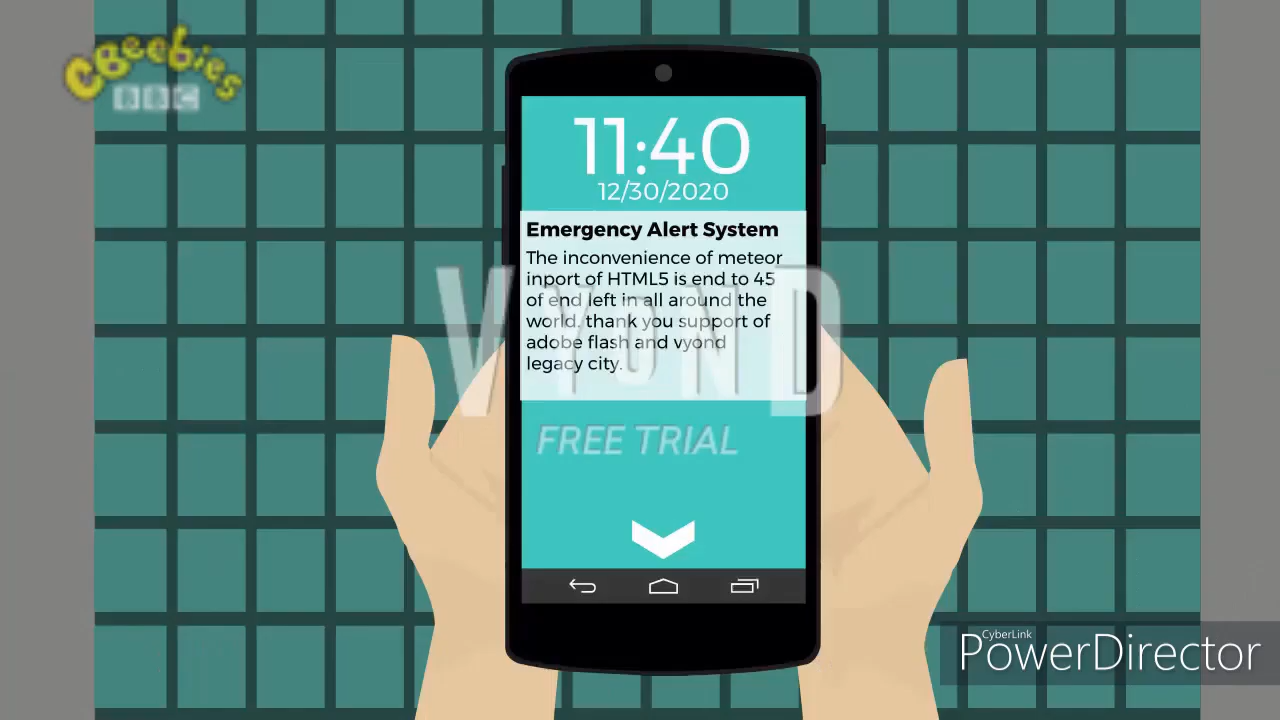 CBeebies
BBC
11:40
12/30/2020
Emergency Alert System
The inconvenience of meteor
inport of HTML5 is end to 45
of end left in all around the
world. thank you support of
adobe flash and vyond
legacy city.
VYOND
FREE TRIAL
CyberLink
PowerDirector